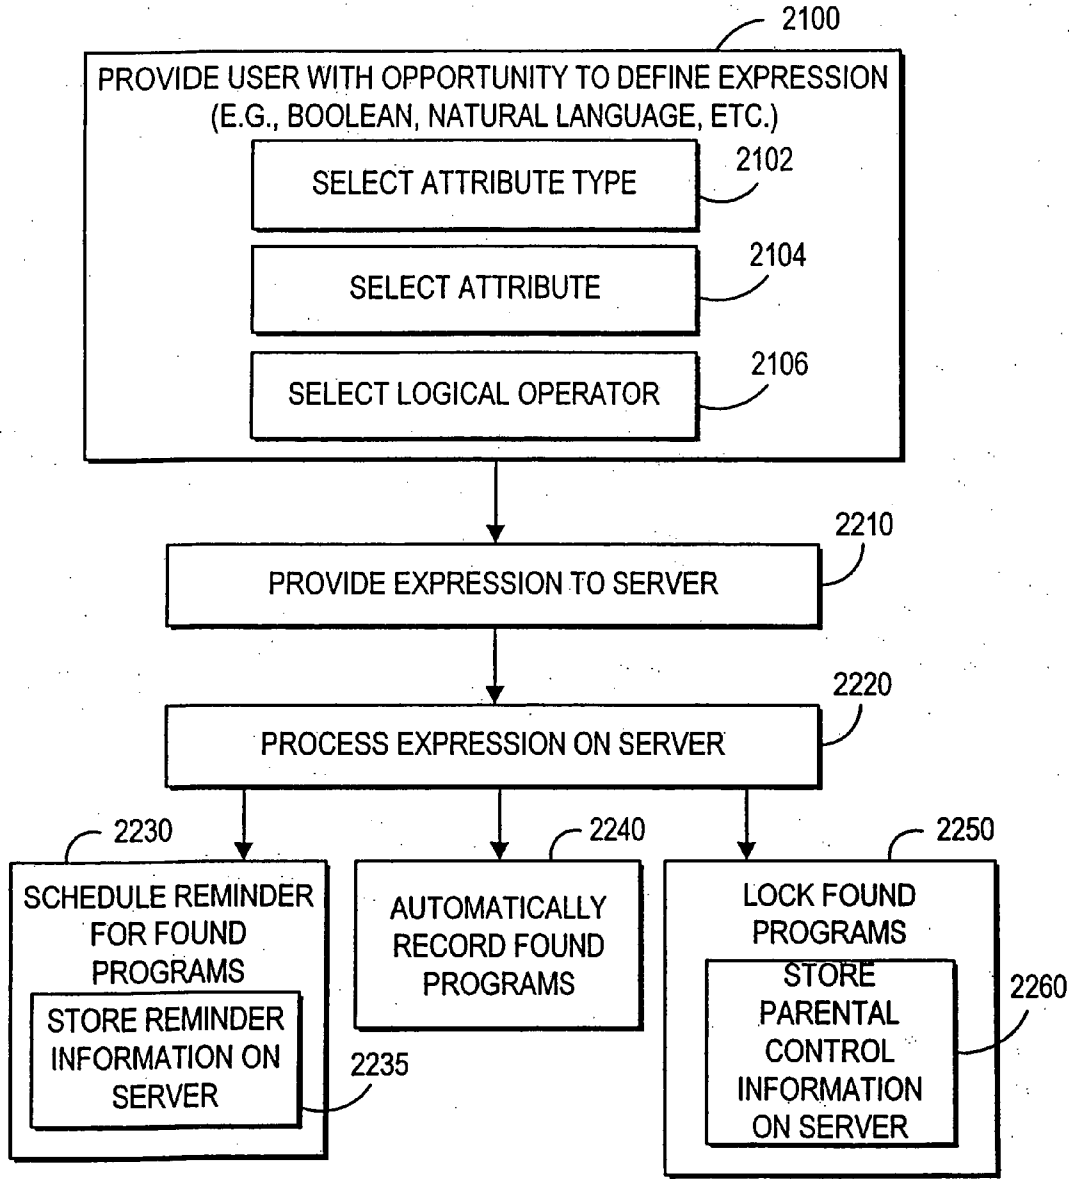 2100
PROVIDE USER WITH OPPORTUNITY TO DEFINE EXPRESSION
(E.G., BOOLEAN, NATURAL LANGUAGE, ETC.)
SELECT ATTRIBUTE TYPE
2102
SELECT ATTRIBUTE
2104
SELECT LOGICAL OPERATOR
2106
PROVIDE EXPRESSION TO SERVER
2210
PROCESS EXPRESSION ON SERVER
2220
2230
SCHEDULE REMINDER
FOR FOUND
PROGRAMS
STORE REMINDER
INFORMATION ON
SERVER
2235
2240
AUTOMATICALLY
RECORD FOUND
PROGRAMS
2250
LOCK FOUND
PROGRAMS
STORE
PARENTAL
CONTROL
INFORMATION
ON SERVER
2260